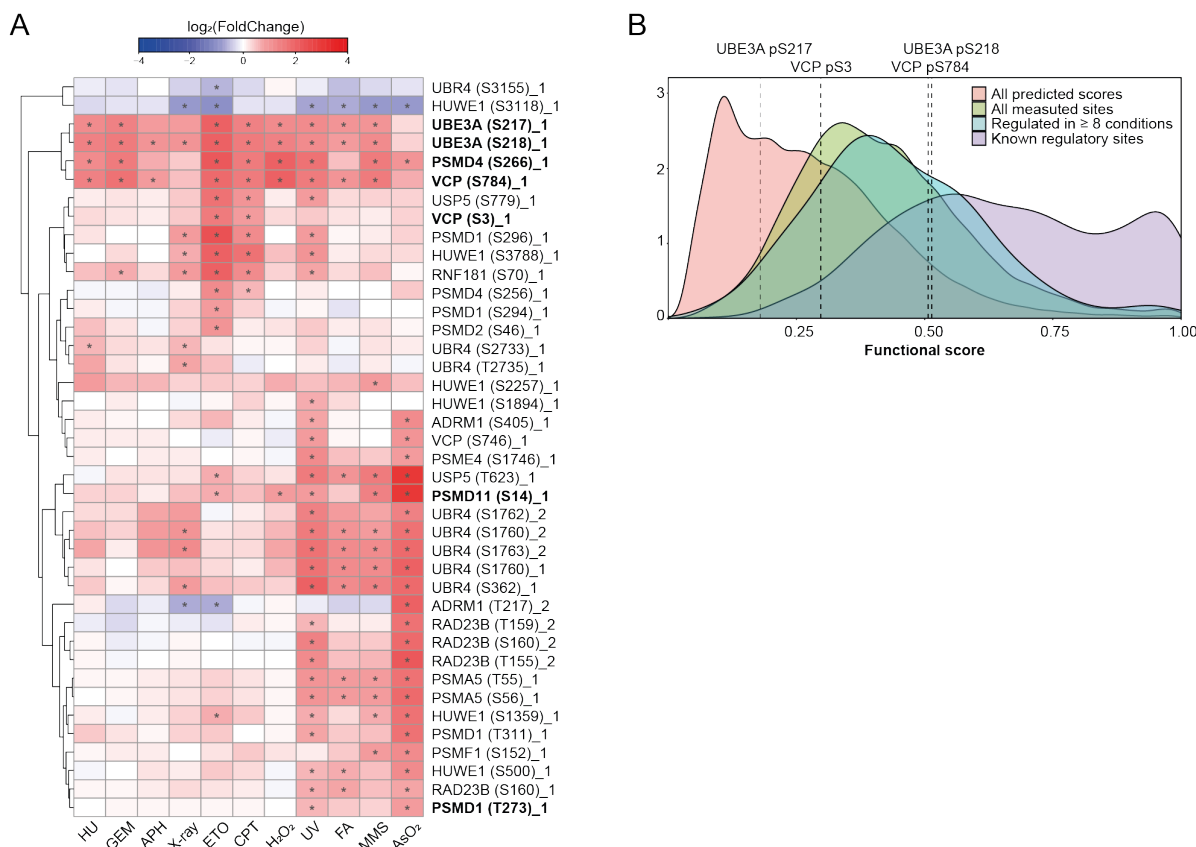 A
log₂(FoldChange)
−4 −2 0 2 4
UBR4 (S3155)_1
HUWE1 (S3118)_1
UBE3A (S217)_1
UBE3A (S218)_1
PSMD4 (S266)_1
VCP (S784)_1
USP5 (S779)_1
VCP (S3)_1
PSMD1 (S296)_1
HUWE1 (S3788)_1
RNF181 (S70)_1
PSMD4 (S256)_1
PSMD1 (S294)_1
PSMD2 (S46)_1
UBR4 (S2733)_1
UBR4 (T2735)_1
HUWE1 (S2257)_1
HUWE1 (S1894)_1
ADRM1 (S405)_1
VCP (S746)_1
PSME4 (S1746)_1
USP5 (T623)_1
PSMD11 (S14)_1
UBR4 (S1762)_2
UBR4 (S1760)_2
UBR4 (S1763)_2
UBR4 (S1760)_1
UBR4 (S362)_1
ADRM1 (T217)_2
RAD23B (T159)_2
RAD23B (S160)_2
RAD23B (T155)_2
PSMA5 (T55)_1
PSMA5 (S56)_1
HUWE1 (S1359)_1
PSMD1 (T311)_1
PSMF1 (S152)_1
HUWE1 (S500)_1
RAD23B (S160)_1
PSMD1 (T273)_1
HU GEM APH X-ray ETO CPT H₂O₂ UV FA MMS AsO₂
B
UBE3A pS217 UBE3A pS218
VCP pS3 VCP pS784
All predicted scores
All measuted sites
Regulated in ≥ 8 conditions
Known regulatory sites
3
2
1
0
0.25 0.50 0.75 1.00
Functional score